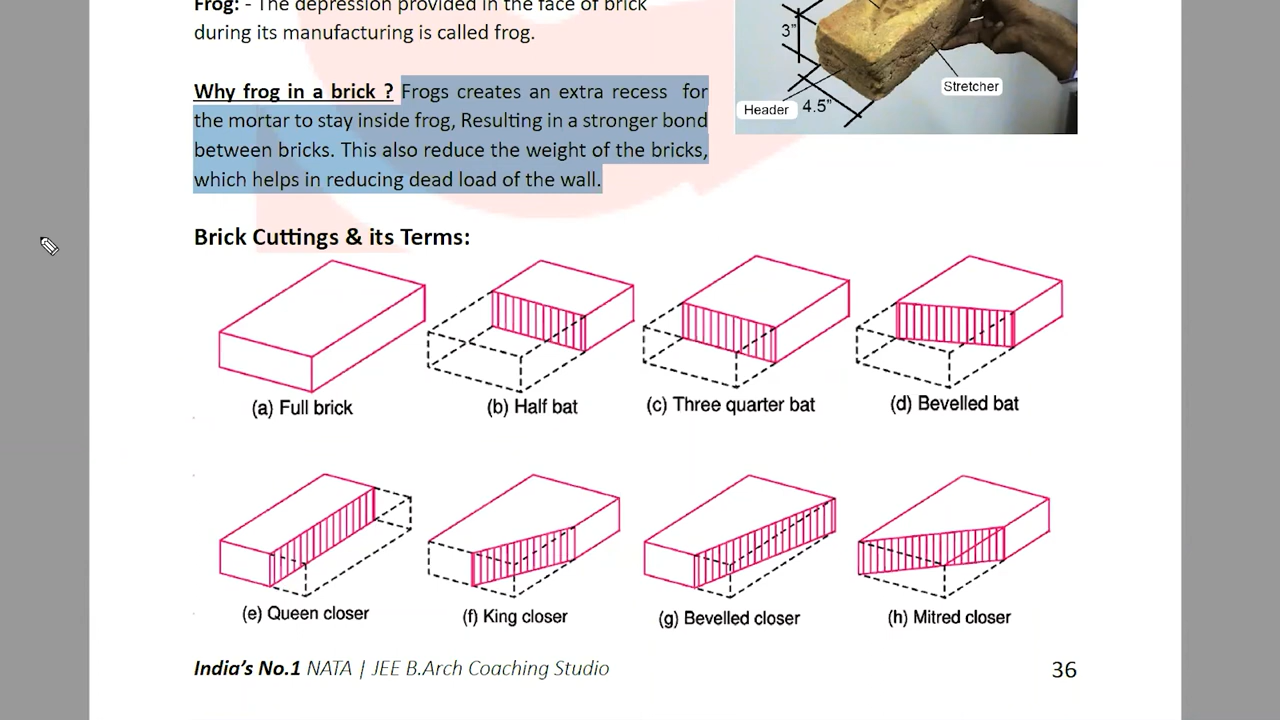 Frog: - The depression provided in the face of brick
during its manufacturing is called frog.
Why frog in a brick ? Frogs creates an extra recess for
the mortar to stay inside frog, Resulting in a stronger bond
between bricks. This also reduce the weight of the bricks,
which helps in reducing dead load of the wall.
3”
Stretcher
Header
4.5”
Brick Cuttings & its Terms:
(a) Full brick
(b) Half bat
(c) Three quarter bat
(d) Bevelled bat
(e) Queen closer
(f) King closer
(g) Bevelled closer
(h) Mitred closer
India’s No.1 NATA | JEE B.Arch Coaching Studio
36